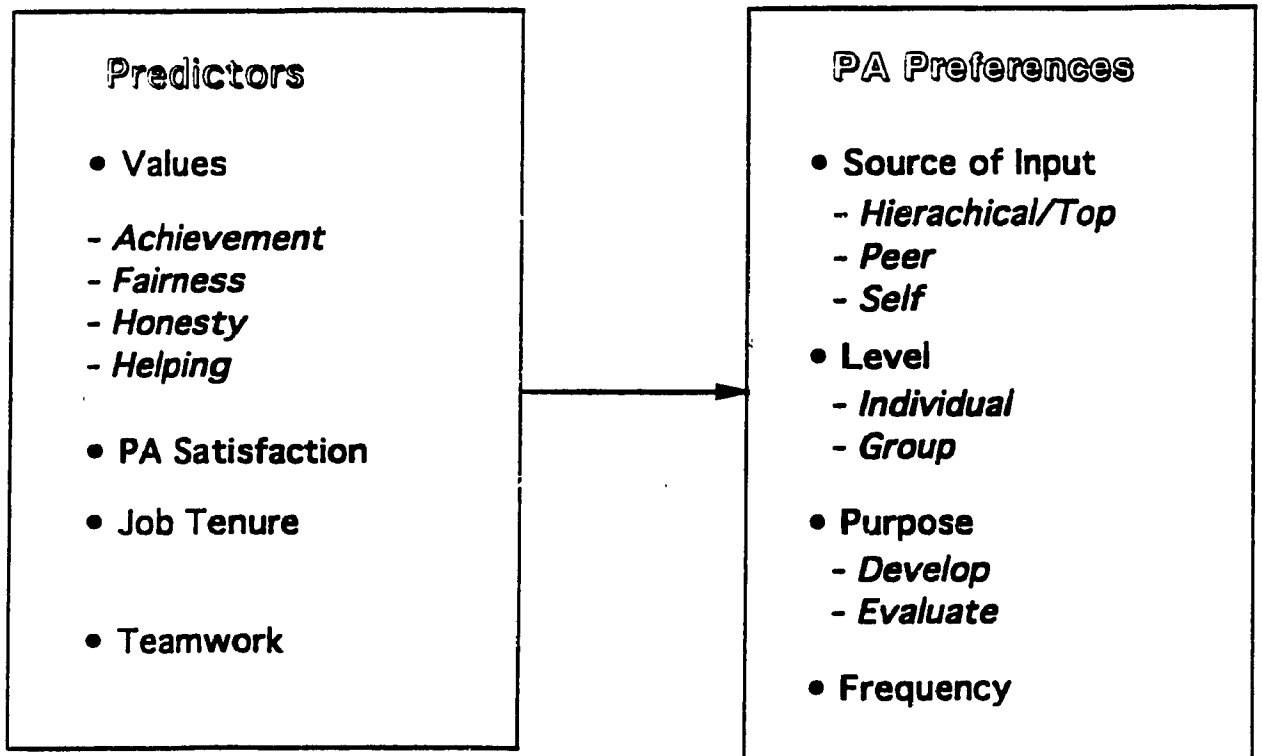 Predictors
• Values
- Achievement
- Fairness
- Honesty
- Helping
• PA Satisfaction
• Job Tenure
• Teamwork
PA Preferences
• Source of Input
- Hierachical/Top
- Peer
- Self
• Level
- Individual
- Group
• Purpose
- Develop
- Evaluate
• Frequency